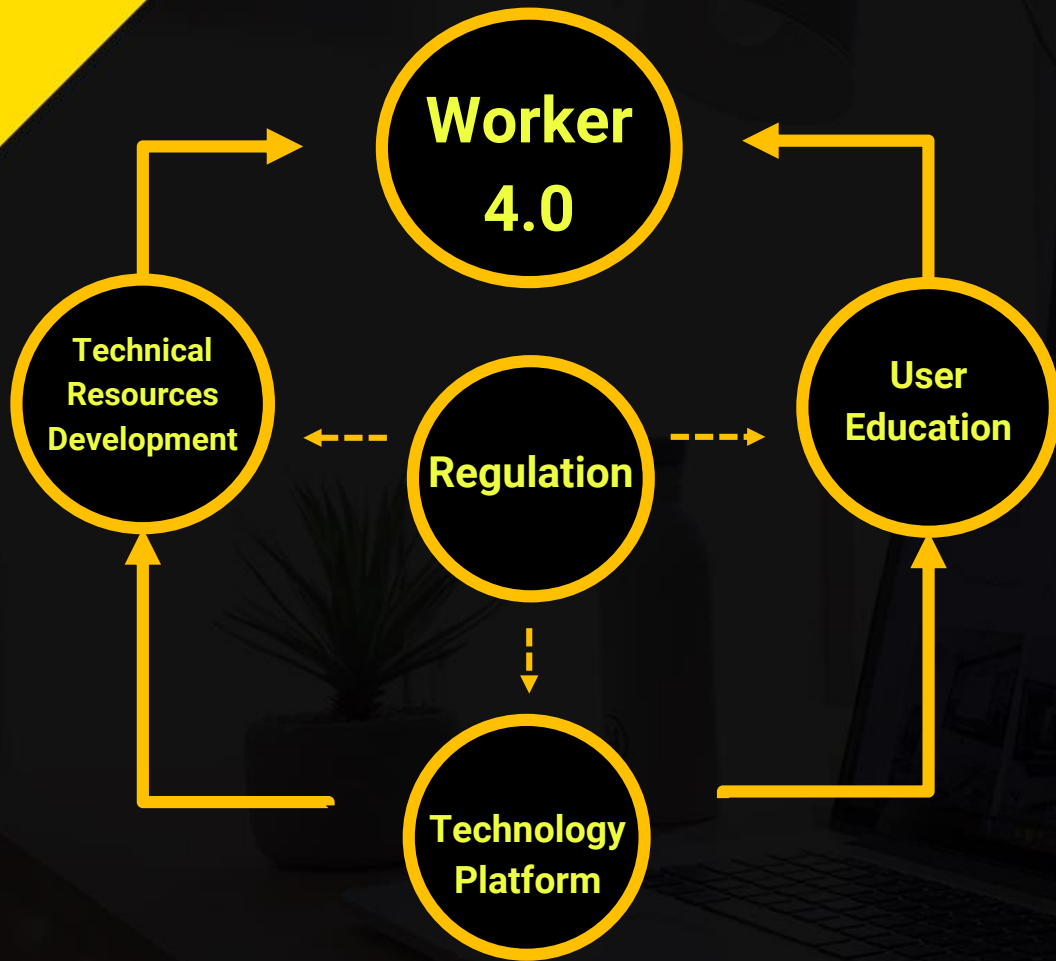 Worker
4.0
Technical
Resources
Development
User
Education
Regulation
Technology
Platform